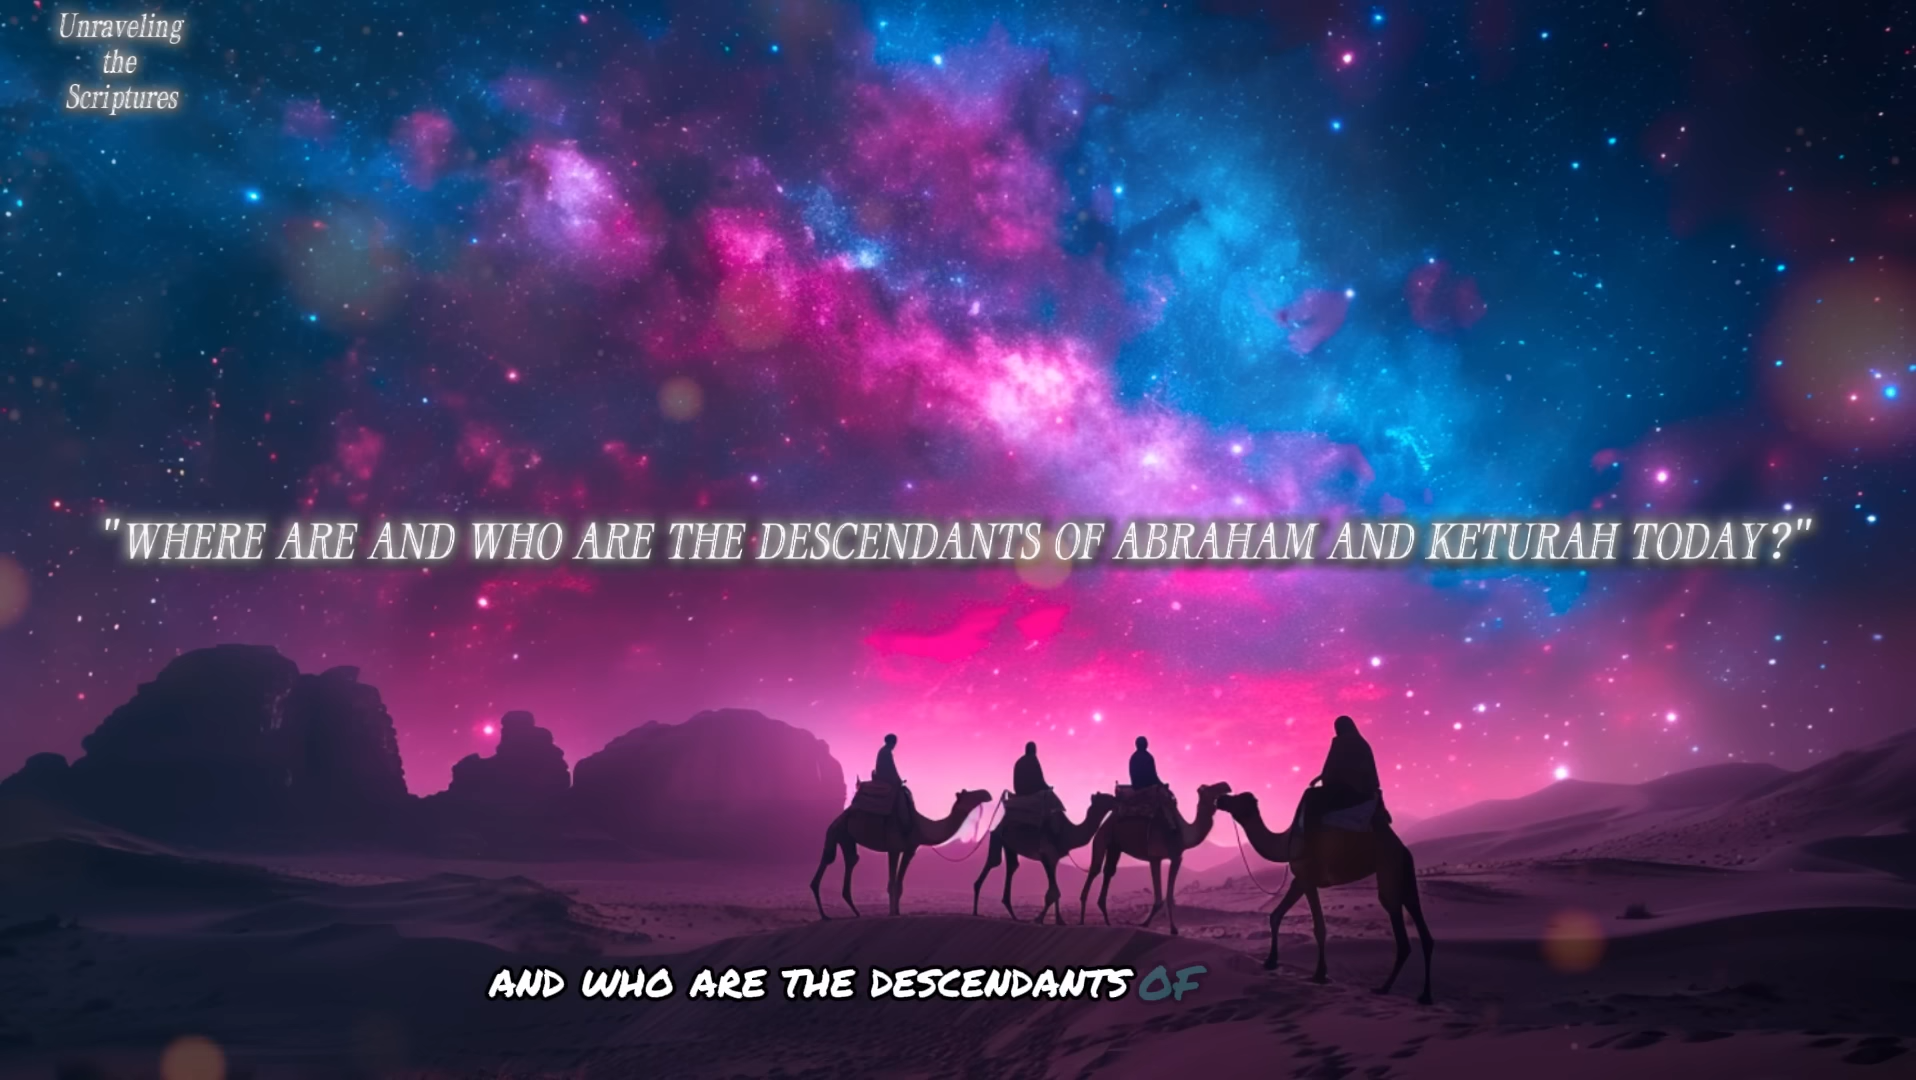 Unraveling
the
Scriptures
"WHERE ARE AND WHO ARE THE DESCENDANTS OF ABRAHAM AND KETURAH TODAY?"
AND WHO ARE THE DESCENDANTS OF